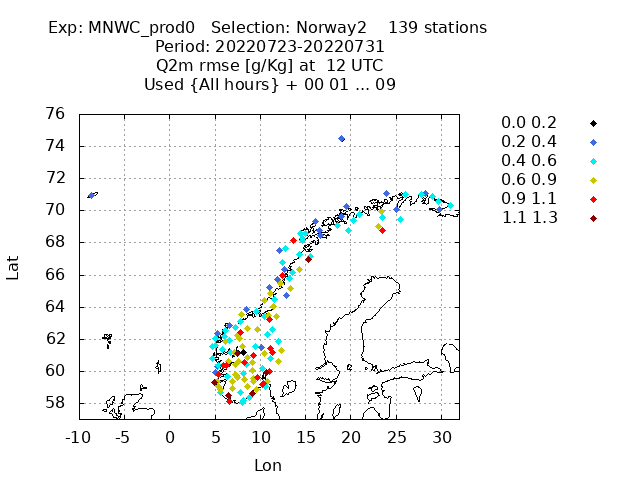 Exp: MNWC_prod0   Selection: Norway2    139 stations
Period: 20220723-20220731
Q2m rmse [g/Kg] at  12 UTC
Used {All hours} + 00 01 ... 09
76
74
72
70
68
66
64
62
60
58
Lat
-10 -5 0 5 10 15 20 25 30
Lon
0.0 0.2
0.2 0.4
0.4 0.6
0.6 0.9
0.9 1.1
1.1 1.3